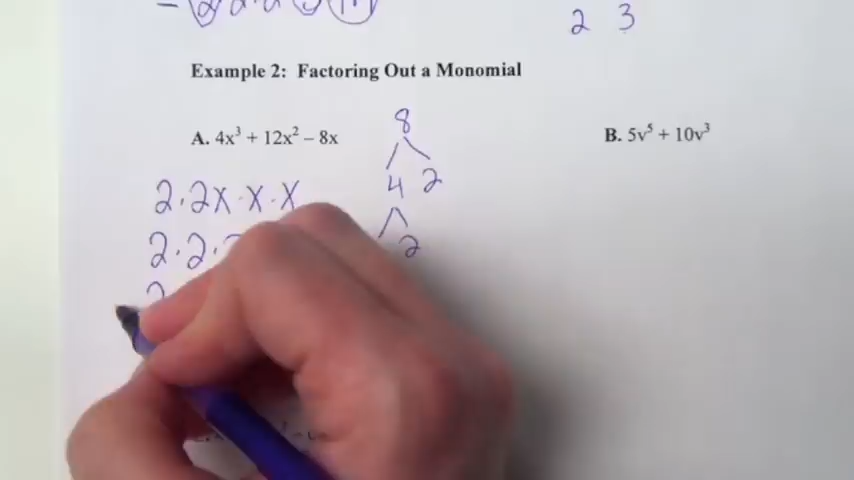 2 3
Example 2: Factoring Out a Monomial
A. 4x³ + 12x² – 8x
B. 5v⁵ + 10v³
8
4 2
2
2·2x·x·x
2·2·
2